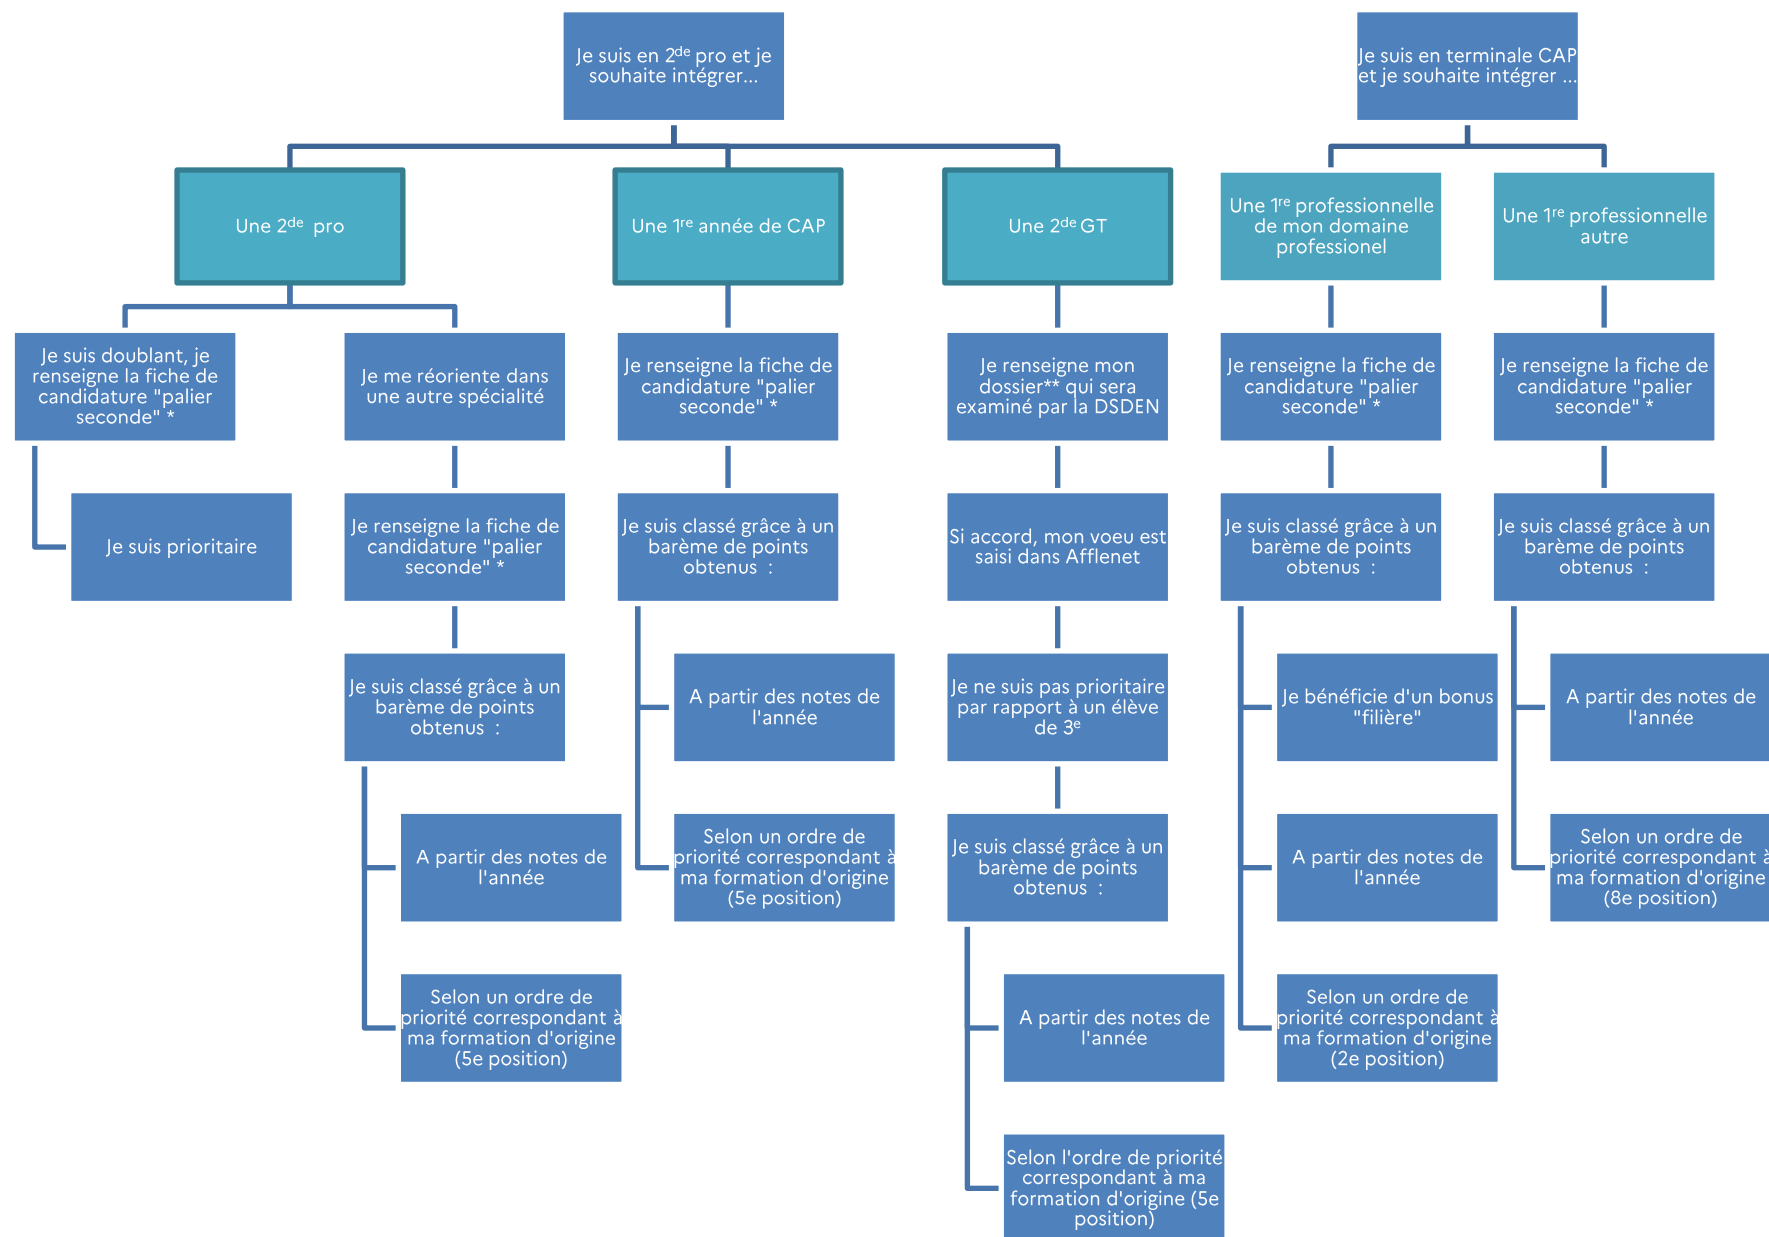 Je suis en 2de pro et je
souhaite intégrer...
Une 2de pro
Je suis doublant, je
renseigne la fiche de
candidature "palier
seconde" *
Je suis prioritaire
Je me réoriente dans
une autre spécialité
Je renseigne la fiche de
candidature "palier
seconde" *
Je suis classé grâce à un
barème de points
obtenus :
A partir des notes de
l'année
Selon un ordre de
priorité correspondant à
ma formation d'origine
(5e position)
Une 1re année de CAP
Je renseigne la fiche de
candidature "palier
seconde" *
Je suis classé grâce à un
barème de points
obtenus :
A partir des notes de
l'année
Selon un ordre de
priorité correspondant à
ma formation d'origine
(5e position)
Une 2de GT
Je renseigne mon
dossier** qui sera
examiné par la DSDEN
Si accord, mon voeu est
saisi dans Afflenet
Je ne suis pas prioritaire
par rapport à un élève
de 3e
Je suis classé grâce à un
barème de points
obtenus :
A partir des notes de
l'année
Selon l'ordre de priorité
correspondant à ma
formation d'origine (5e
position)
Je suis en terminale CAP
et je souhaite intégrer ...
Une 1re professionnelle
de mon domaine
professionel
Je renseigne la fiche de
candidature "palier
seconde" *
Je suis classé grâce à un
barème de points
obtenus :
Je bénéficie d'un bonus
"filière"
A partir des notes de
l'année
Selon un ordre de
priorité correspondant à
ma formation d'origine
(2e position)
Une 1re professionnelle
autre
Je renseigne la fiche de
candidature "palier
seconde" *
Je suis classé grâce à un
barème de points
obtenus :
A partir des notes de
l'année
Selon un ordre de
priorité correspondant à
ma formation d'origine
(8e position)